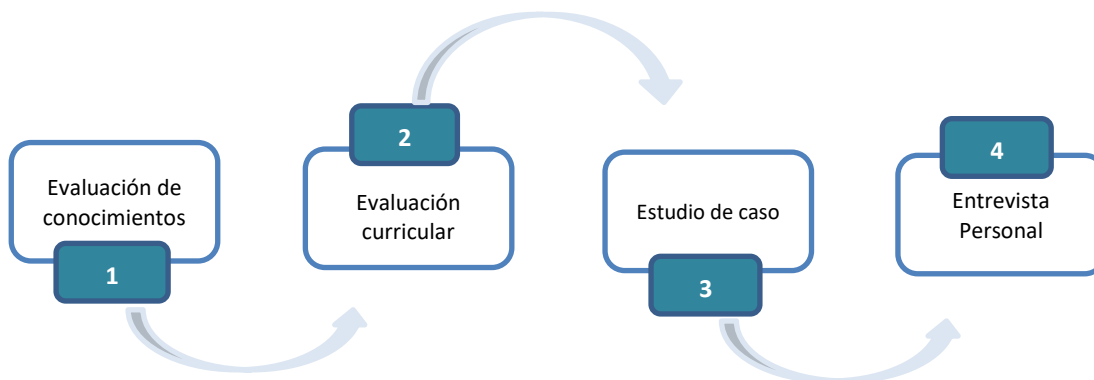 Evaluación de
conocimientos
1
2
Evaluación
curricular
Estudio de caso
3
4
Entrevista
Personal